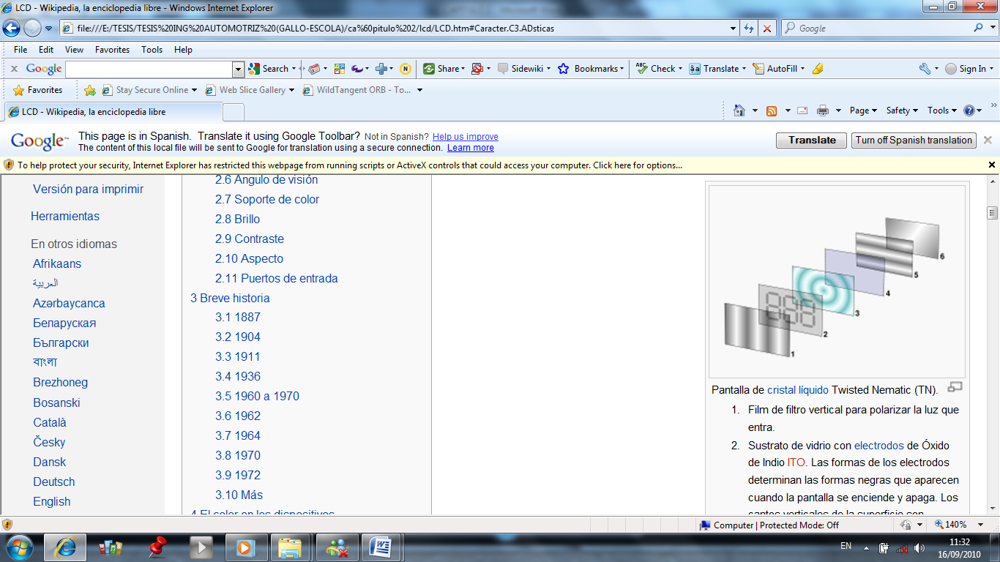 LCD - Wikipedia, la enciclopedia libre - Windows Internet Explorer
file:///E:/TESIS/TESIS%20ING%20AUTOMOTRIZ%20(GALLO-ESCOLA)/ca%60pitulo%202/lcd/LCD.htm#Caracter.C3.ADsticas
Google
File Edit View Favorites Tools Help
x Google Search Share Sidewiki Bookmarks ABC Check Translate AutoFill Sign In
Favorites Stay Secure Online Web Slice Gallery WildTangent ORB - To...
LCD - Wikipedia, la enciclopedia libre
Page Safety Tools
Google™ This page is in Spanish. Translate it using Google Toolbar? Not in Spanish? Help us improve
The content of this local file will be sent to Google for translation using a secure connection. Learn more
Translate Turn off Spanish translation
To help protect your security, Internet Explorer has restricted this webpage from running scripts or ActiveX controls that could access your computer. Click here for options...
Versión para imprimir
Herramientas
En otros idiomas
Afrikaans
العربية
Azərbaycanca
Беларуская
Български
বাংলা
Brezhoneg
Bosanski
Català
Česky
Dansk
Deutsch
English
2.6 Ángulo de visión
2.7 Soporte de color
2.8 Brillo
2.9 Contraste
2.10 Aspecto
2.11 Puertos de entrada
3 Breve historia
3.1 1887
3.2 1904
3.3 1911
3.4 1936
3.5 1960 a 1970
3.6 1962
3.7 1964
3.8 1970
3.9 1972
3.10 Más
4 El color en los dispositivos
6
5
4
3
2
1
888
Pantalla de cristal líquido Twisted Nematic (TN).
1. Film de filtro vertical para polarizar la luz que
entra.
2. Sustrato de vidrio con electrodos de Óxido
de Indio ITO. Las formas de los electrodos
determinan las formas negras que aparecen
cuando la pantalla se enciende y apaga. Los
cantos verticales de la superficie son
Computer | Protected Mode: Off
140%
EN
11:32
16/09/2010